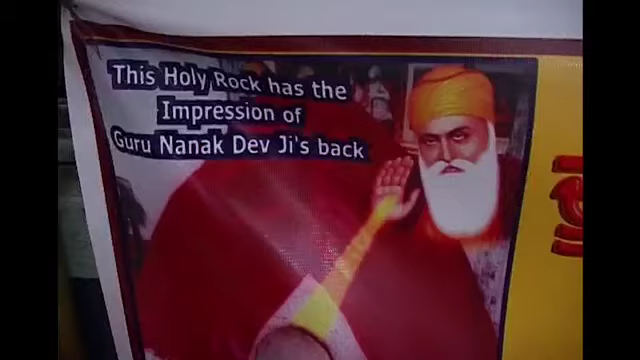 This Holy Rock has the
Impression of
Guru Nanak Dev Ji's back